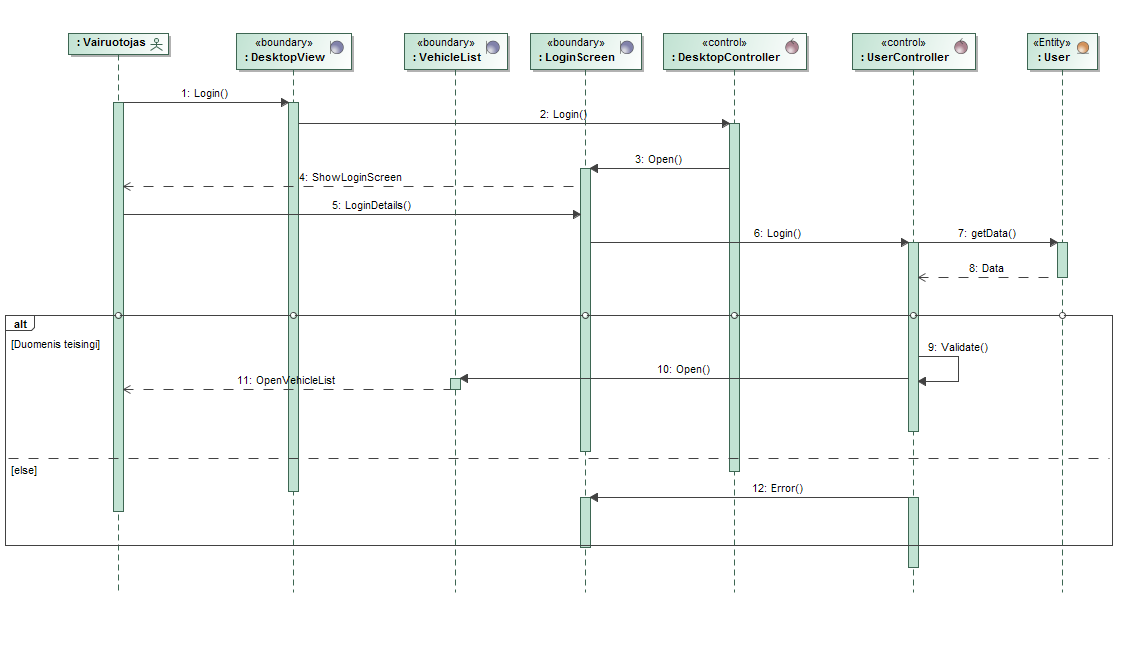 : Vairuotojas
«boundary»
: DesktopView
«boundary»
: VehicleList
«boundary»
: LoginScreen
«control»
: DesktopController
«control»
: UserController
«Entity»
: User
1: Login()
2: Login()
3: Open()
4: ShowLoginScreen
5: LoginDetails()
6: Login()
7: getData()
8: Data
alt
[Duomenis teisingi]
9: Validate()
10: Open()
11: OpenVehicleList
[else]
12: Error()